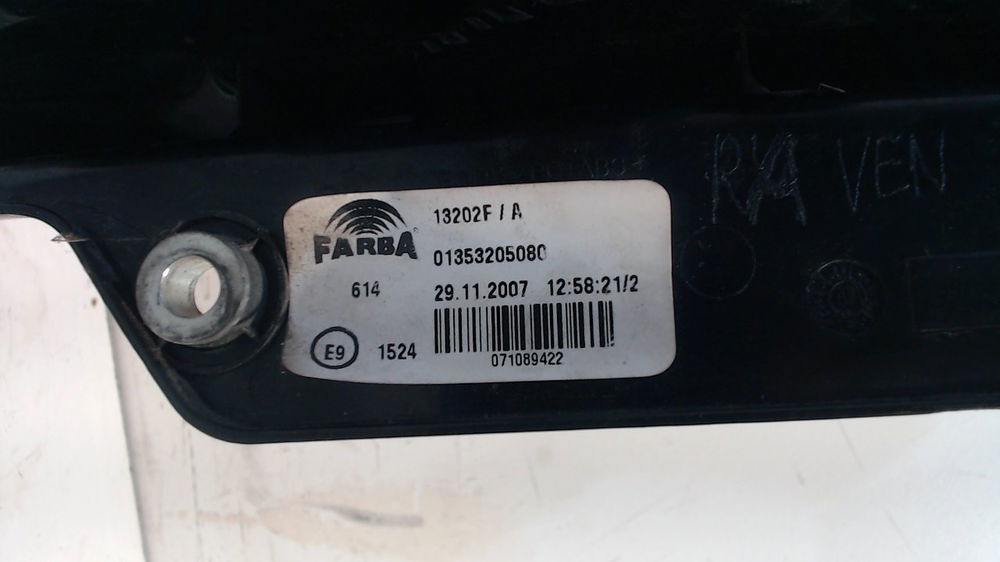 RA VEN
13202F / A
FARBA
01353205080
614
29.11.2007 12:58:21/2
E9
1524
071089422